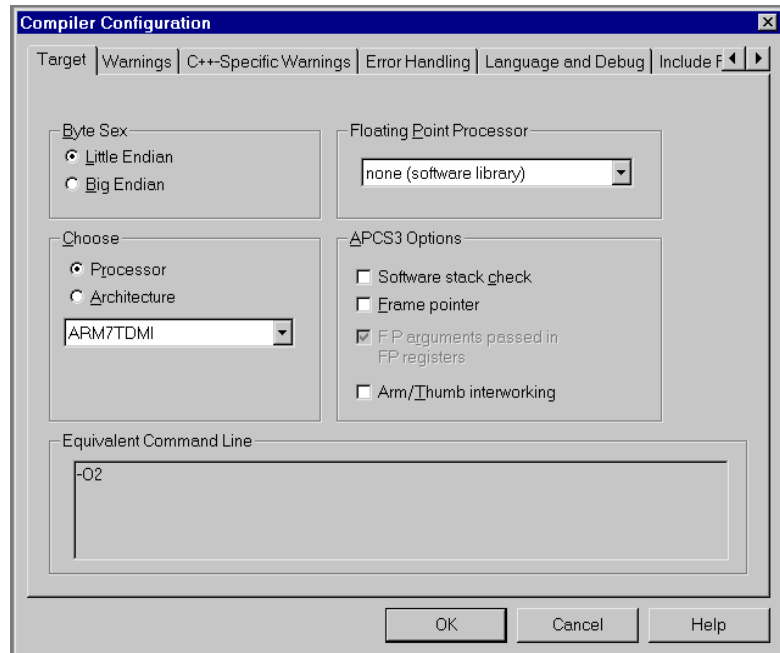 Compiler Configuration
Target
Warnings
C++-Specific Warnings
Error Handling
Language and Debug
Include F
Byte Sex
Little Endian
Big Endian
Floating Point Processor
none (software library)
Choose
Processor
Architecture
ARM7TDMI
APCS3 Options
Software stack check
Frame pointer
FP arguments passed in
FP registers
Arm/Thumb interworking
Equivalent Command Line
-O2
OK
Cancel
Help